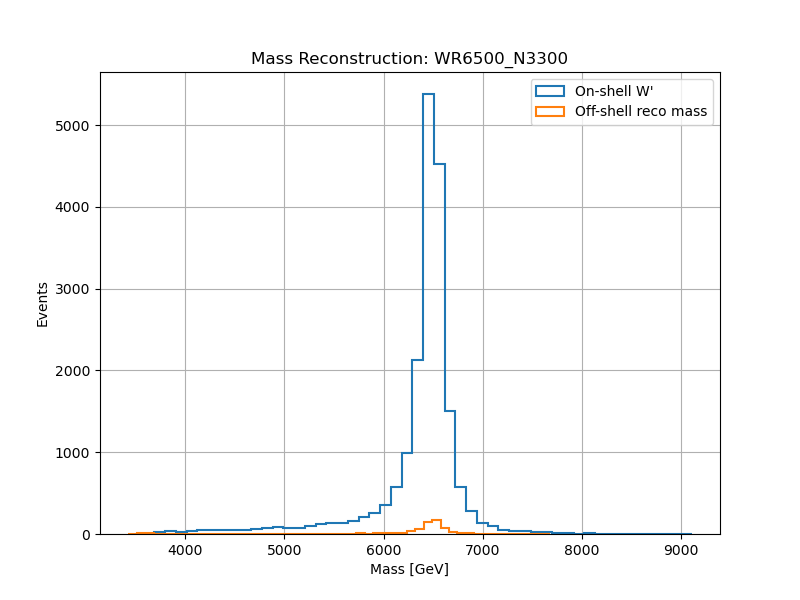 Mass Reconstruction: WR6500_N3300
On-shell W'
Off-shell reco mass
5000
4000
3000
2000
1000
0
Events
4000 5000 6000 7000 8000 9000
Mass [GeV]